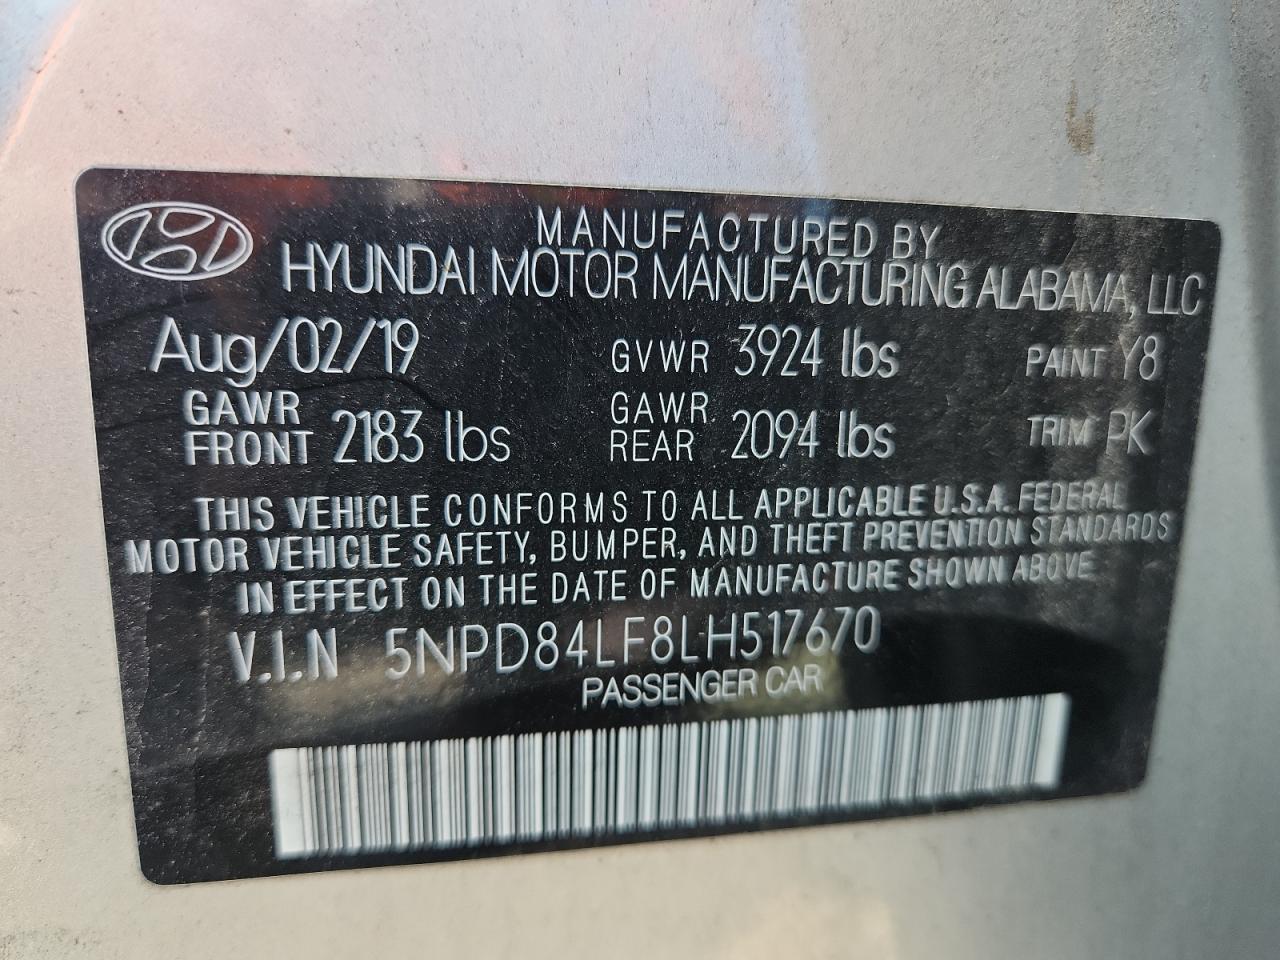 MANUFACTURED BY
HYUNDAI MOTOR MANUFACTURING ALABAMA, LLC
Aug/02/19 GVWR 3924 lbs PAINT Y8
GAWR FRONT 2183 lbs GAWR REAR 2094 lbs TRIM PK
THIS VEHICLE CONFORMS TO ALL APPLICABLE U.S.A. FEDERAL
MOTOR VEHICLE SAFETY, BUMPER, AND THEFT PREVENTION STANDARDS
IN EFFECT ON THE DATE OF MANUFACTURE SHOWN ABOVE
V.I.N 5NPD84LF8LH517670
PASSENGER CAR